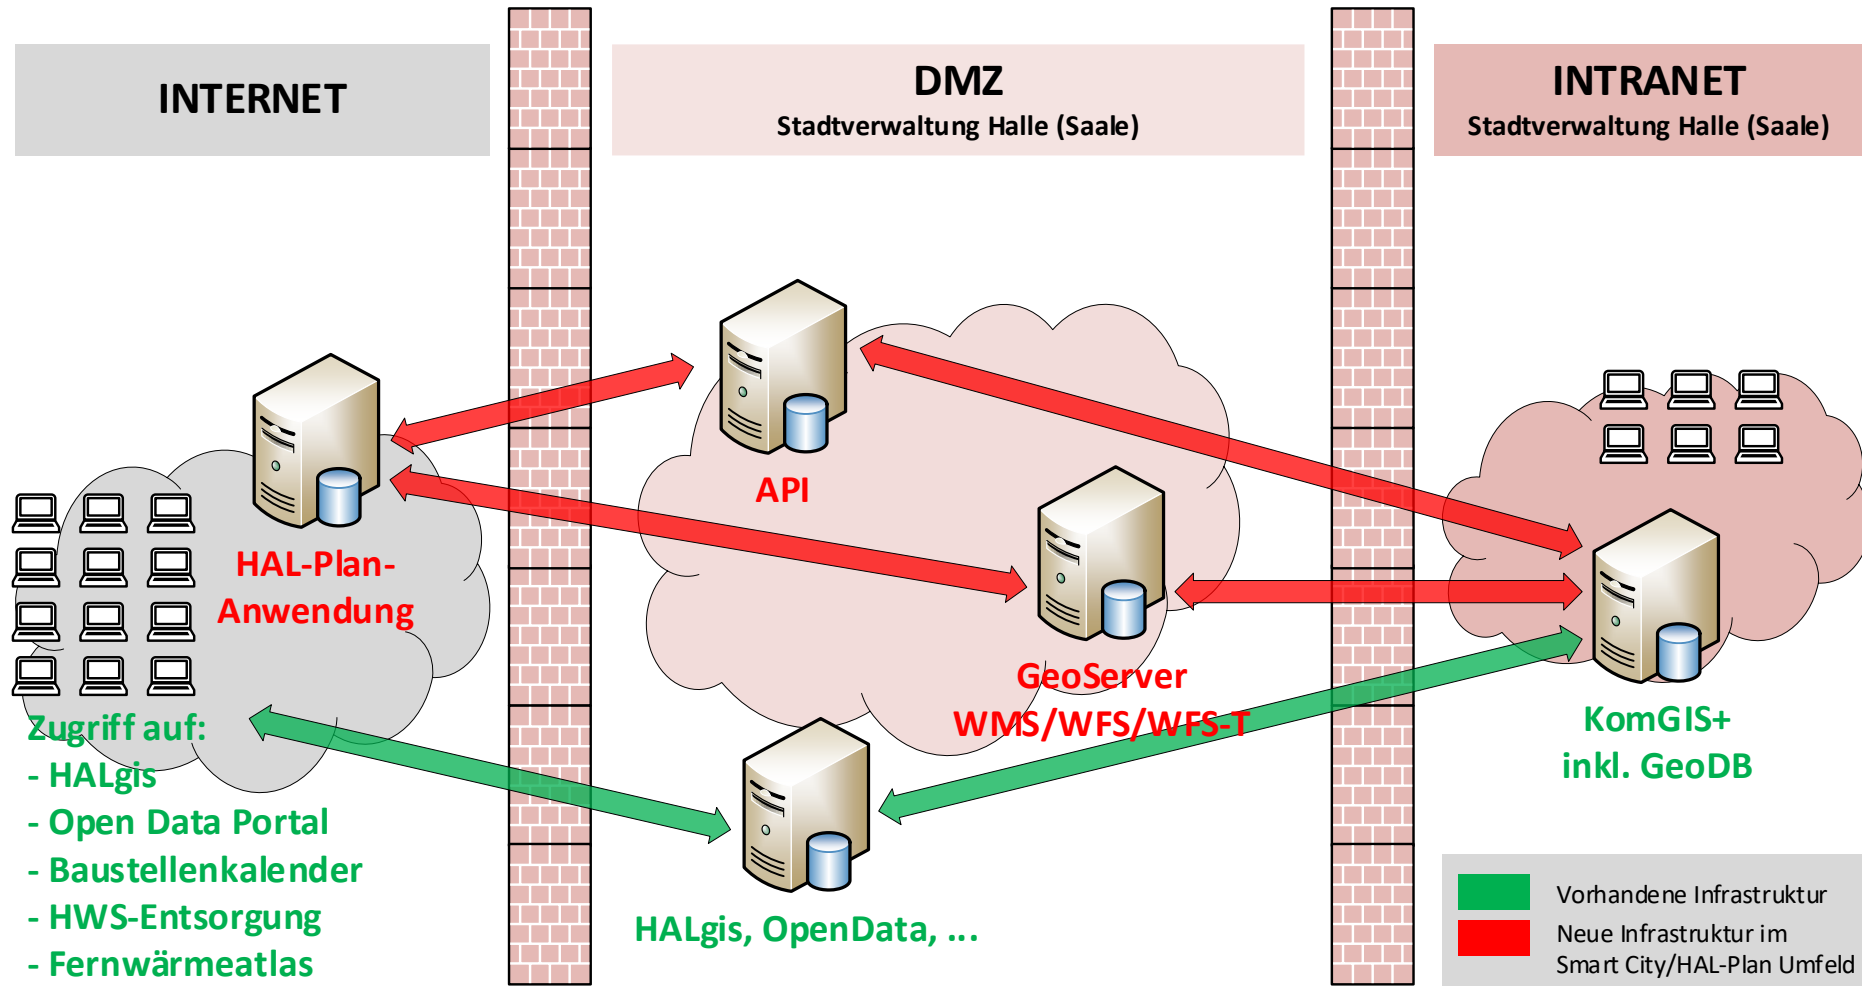 INTERNET
DMZ
Stadtverwaltung Halle (Saale)
INTRANET
Stadtverwaltung Halle (Saale)
HAL-Plan-
Anwendung
API
GeoServer
WMS/WFS/WFS-T
KomGIS+
inkl. GeoDB
Zugriff auf:
- HALgis
- Open Data Portal
- Baustellenkalender
- HWS-Entsorgung
- Fernwärmeatlas
HALgis, OpenData, ...
Vorhandene Infrastruktur
Neue Infrastruktur im
Smart City/HAL-Plan Umfeld